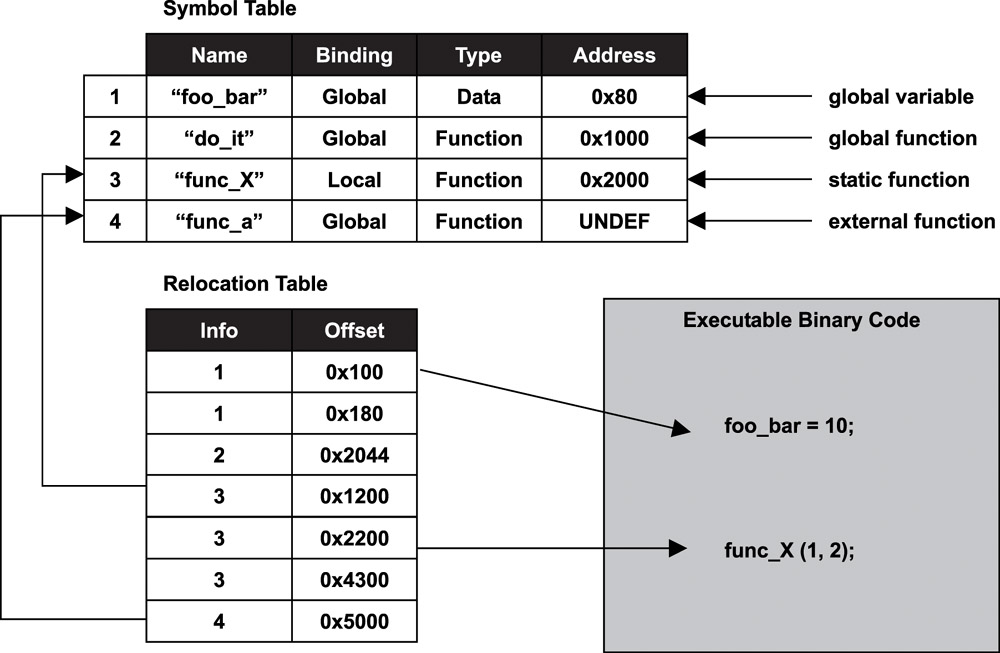 Symbol Table
Name Binding Type Address
1 “foo_bar” Global Data 0x80 global variable
2 “do_it” Global Function 0x1000 global function
3 “func_X” Local Function 0x2000 static function
4 “func_a” Global Function UNDEF external function
Relocation Table
Info Offset
1 0x100
1 0x180
2 0x2044
3 0x1200
3 0x2200
3 0x4300
4 0x5000
Executable Binary Code
foo_bar = 10;
func_X (1, 2);